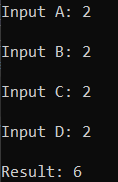 Input A: 2
Input B: 2
Input C: 2
Input D: 2
Result: 6